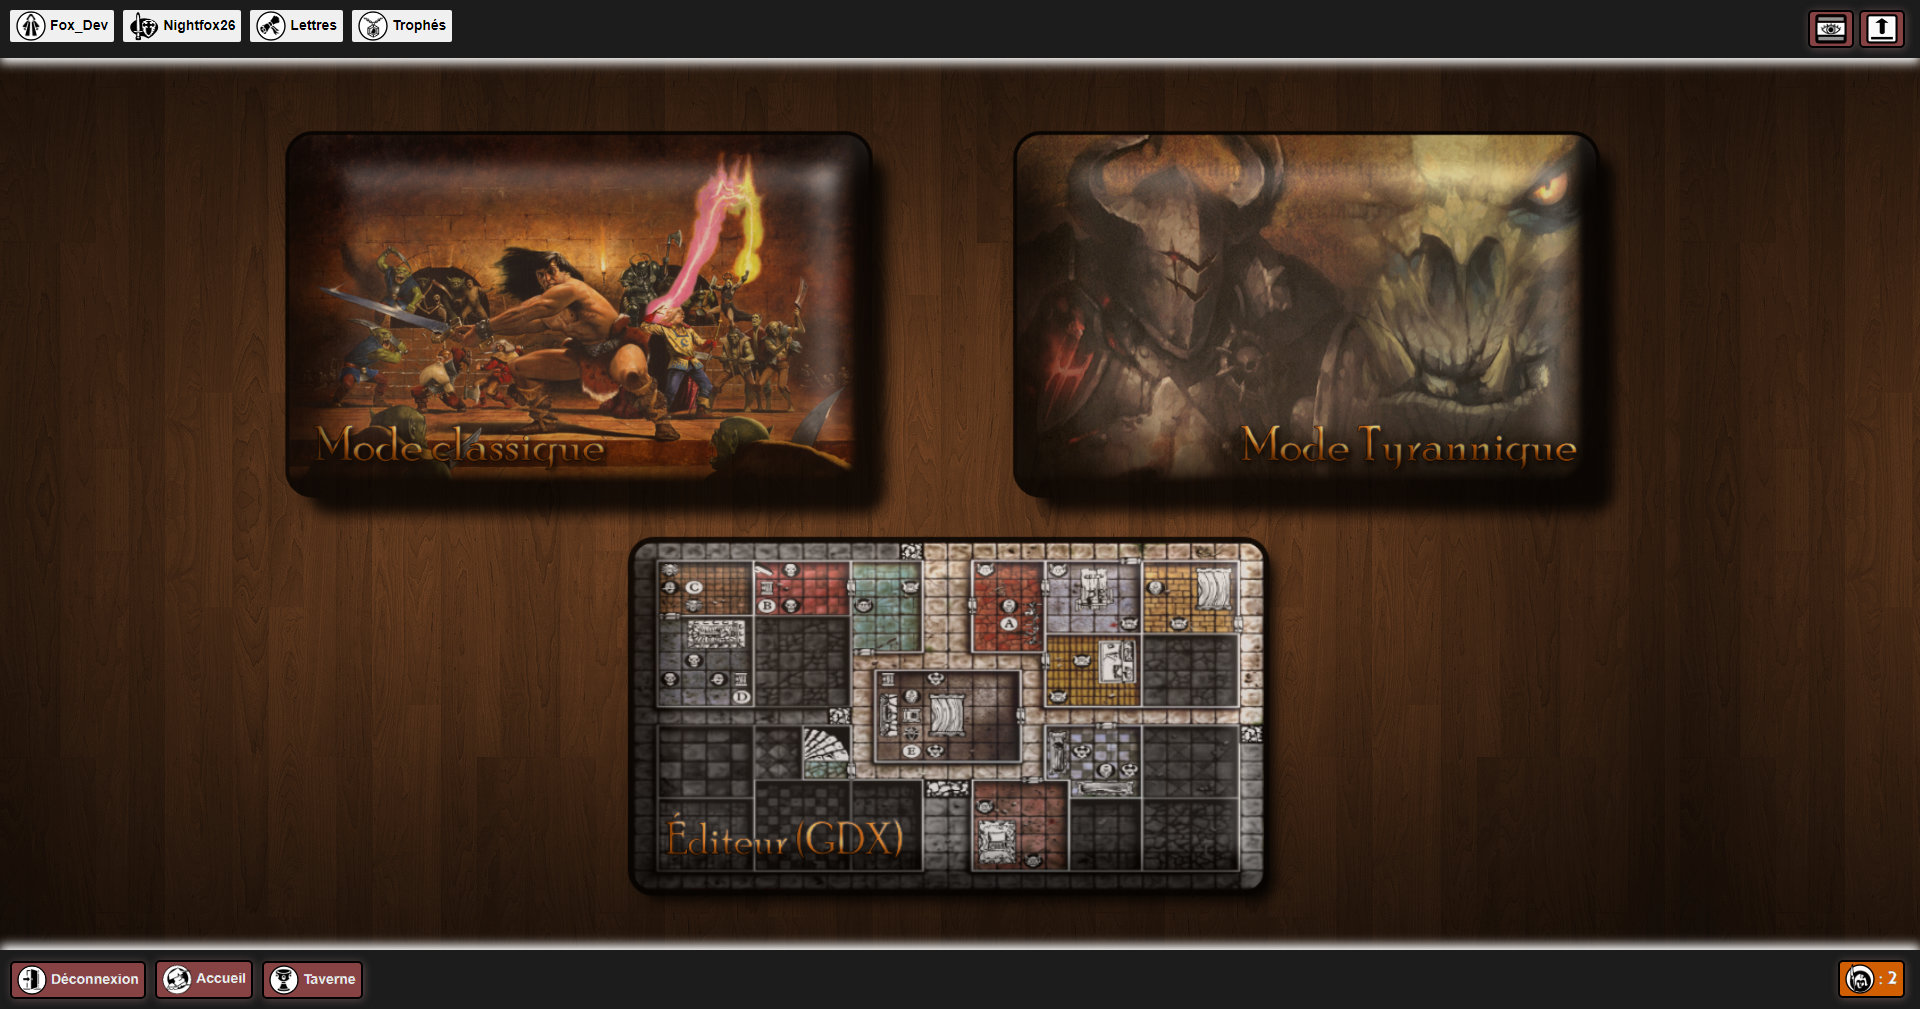 Fox_Dev
Nightfox26
Lettres
Trophés
Mode classique
Mode Tyrannique
C
B
A
D
E
Éditeur (GDX)
Déconnexion
Accueil
Taverne
: 2